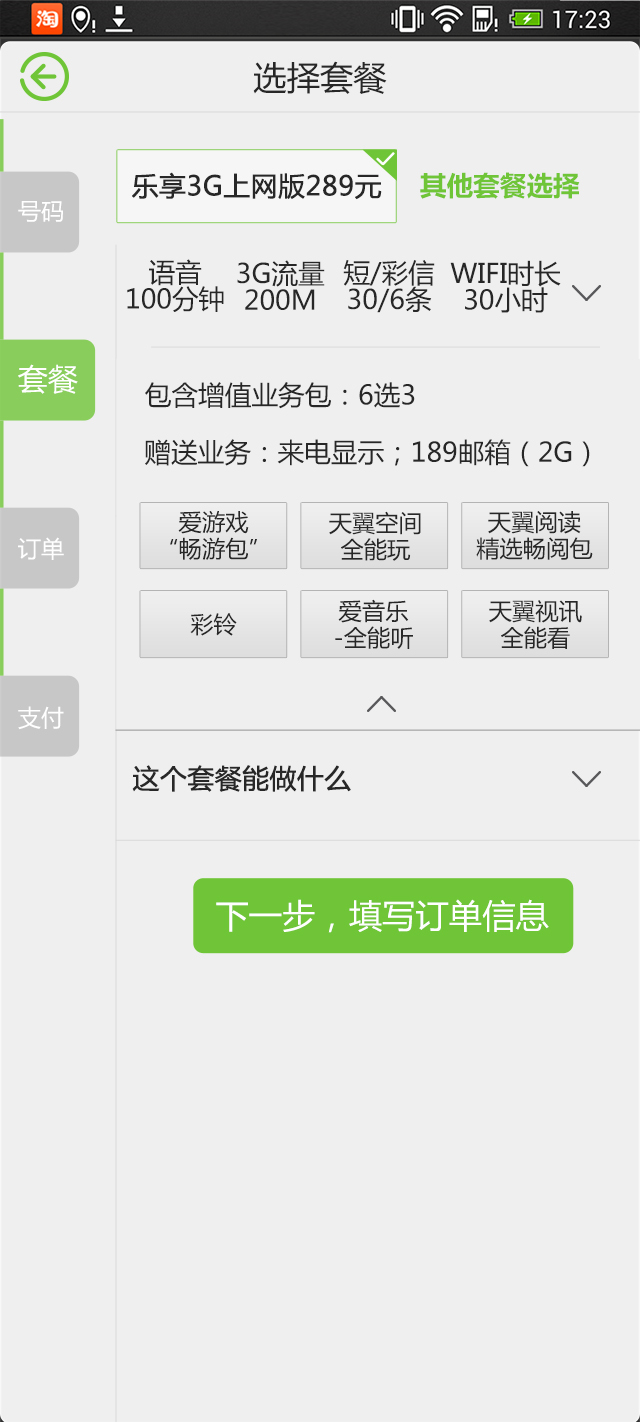 淘
17:23
选择套餐
号码
套餐
订单
支付
乐享3G上网版289元
其他套餐选择
语音 3G流量 短/彩信 WIFI时长
100分钟 200M 30/6条 30小时
包含增值业务包：6选3
赠送业务：来电显示；189邮箱（2G）
爱游戏
“畅游包”
天翼空间
全能玩
天翼阅读
精选畅阅包
彩铃
爱音乐
-全能听
天翼视讯
全能看
这个套餐能做什么
下一步，填写订单信息